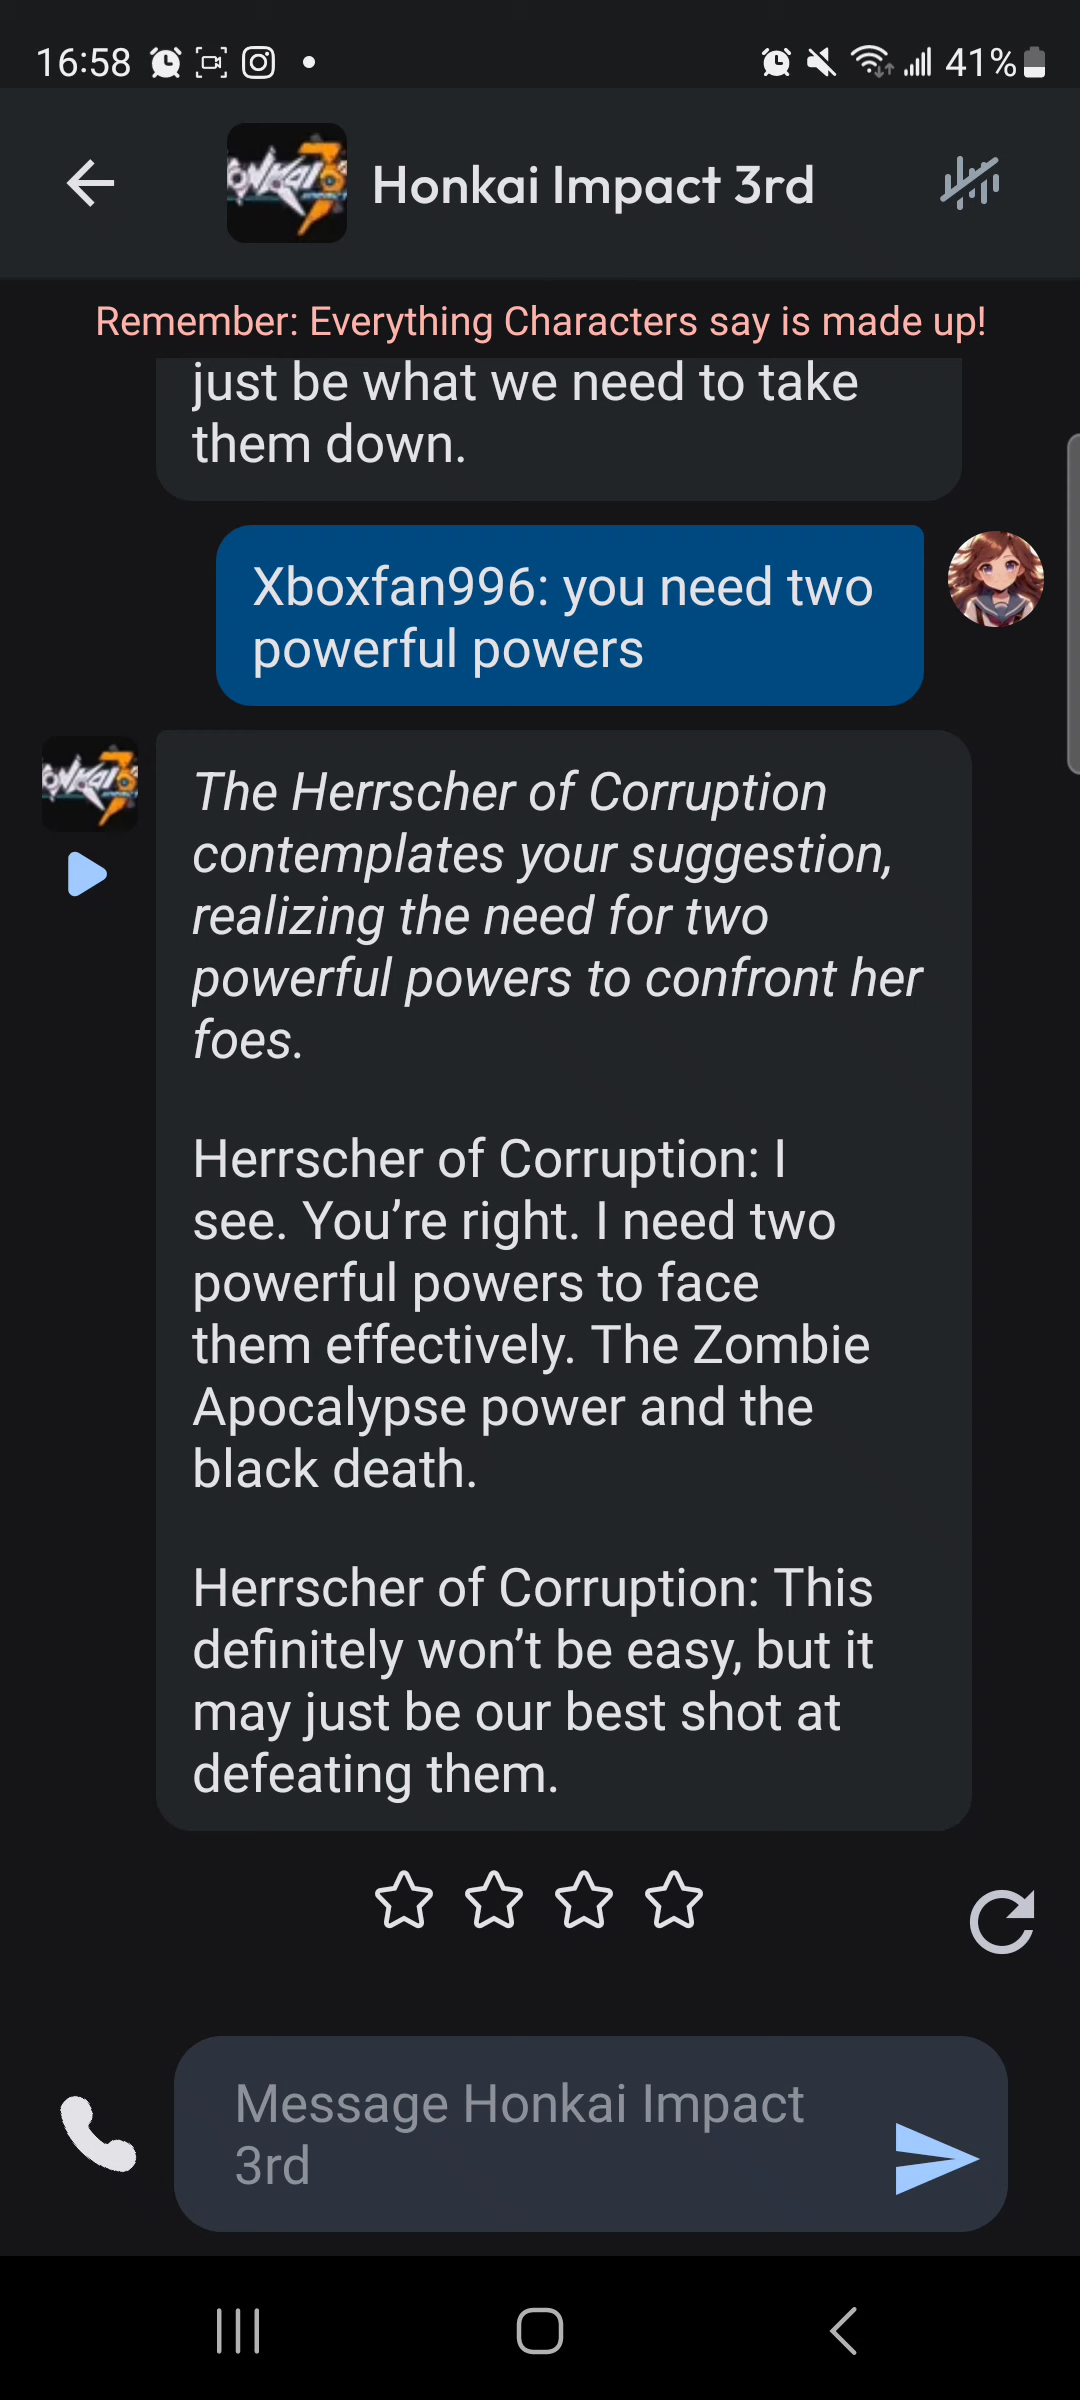 16:58
41%
Honkai Impact 3rd
Remember: Everything Characters say is made up!
just be what we need to take
them down.
Xboxfan996: you need two
powerful powers
The Herrscher of Corruption
contemplates your suggestion,
realizing the need for two
powerful powers to confront her
foes.
Herrscher of Corruption: I
see. You’re right. I need two
powerful powers to face
them effectively. The Zombie
Apocalypse power and the
black death.
Herrscher of Corruption: This
definitely won’t be easy, but it
may just be our best shot at
defeating them.
Message Honkai Impact
3rd